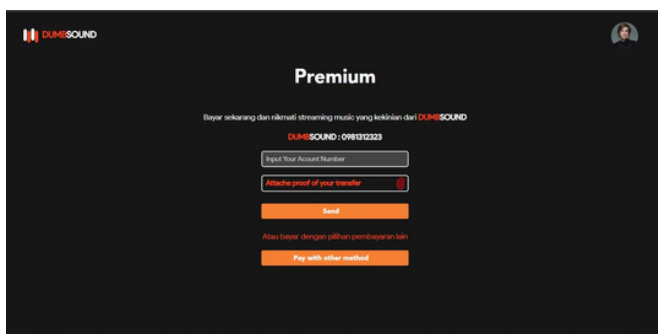 DUMBSOUND
Premium
Bayar sekarang dan nikmati streaming music yang kekinian dari DUMBSOUND
DUMBSOUND : 0981312323
Input Your Acount Number
Attache proof of your transfer
Send
Atau bayar dengan pilihan pembayaran lain
Pay with other method